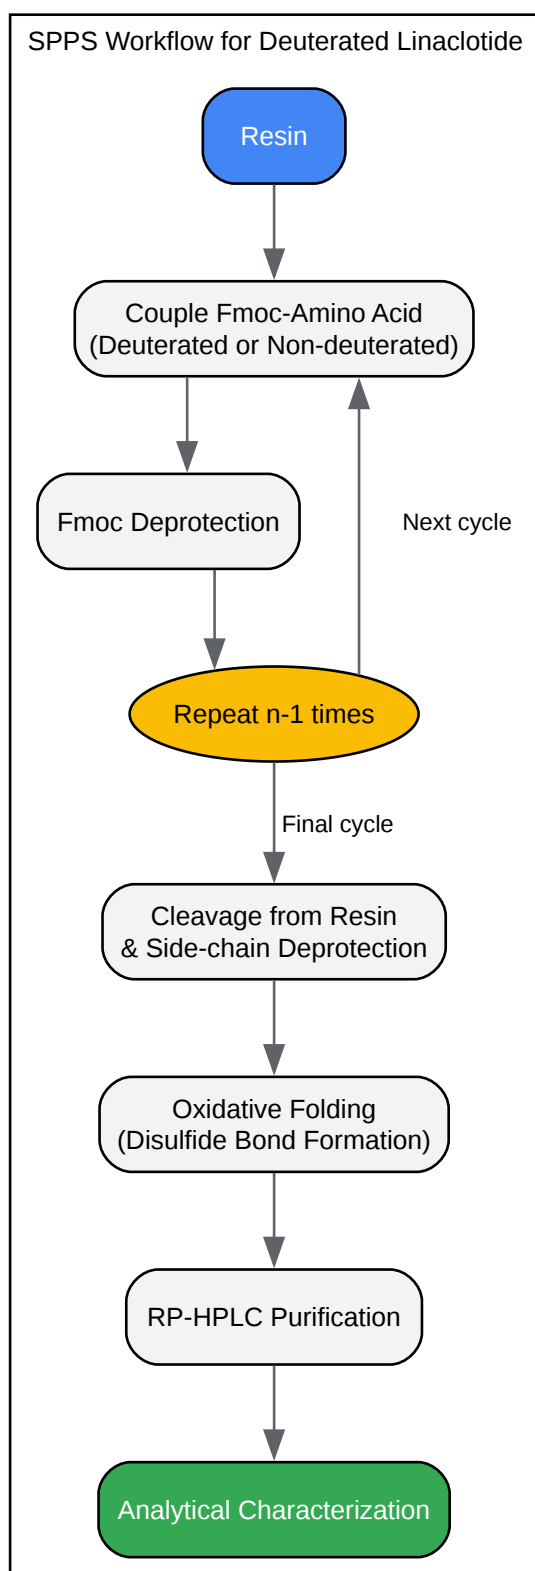 SPPS Workflow for Deuterated Linaclotide
Resin
Couple Fmoc-Amino Acid
(Deuterated or Non-deuterated)
Fmoc Deprotection
Next cycle
Repeat n-1 times
Final cycle
Cleavage from Resin
& Side-chain Deprotection
Oxidative Folding
(Disulfide Bond Formation)
RP-HPLC Purification
Analytical Characterization